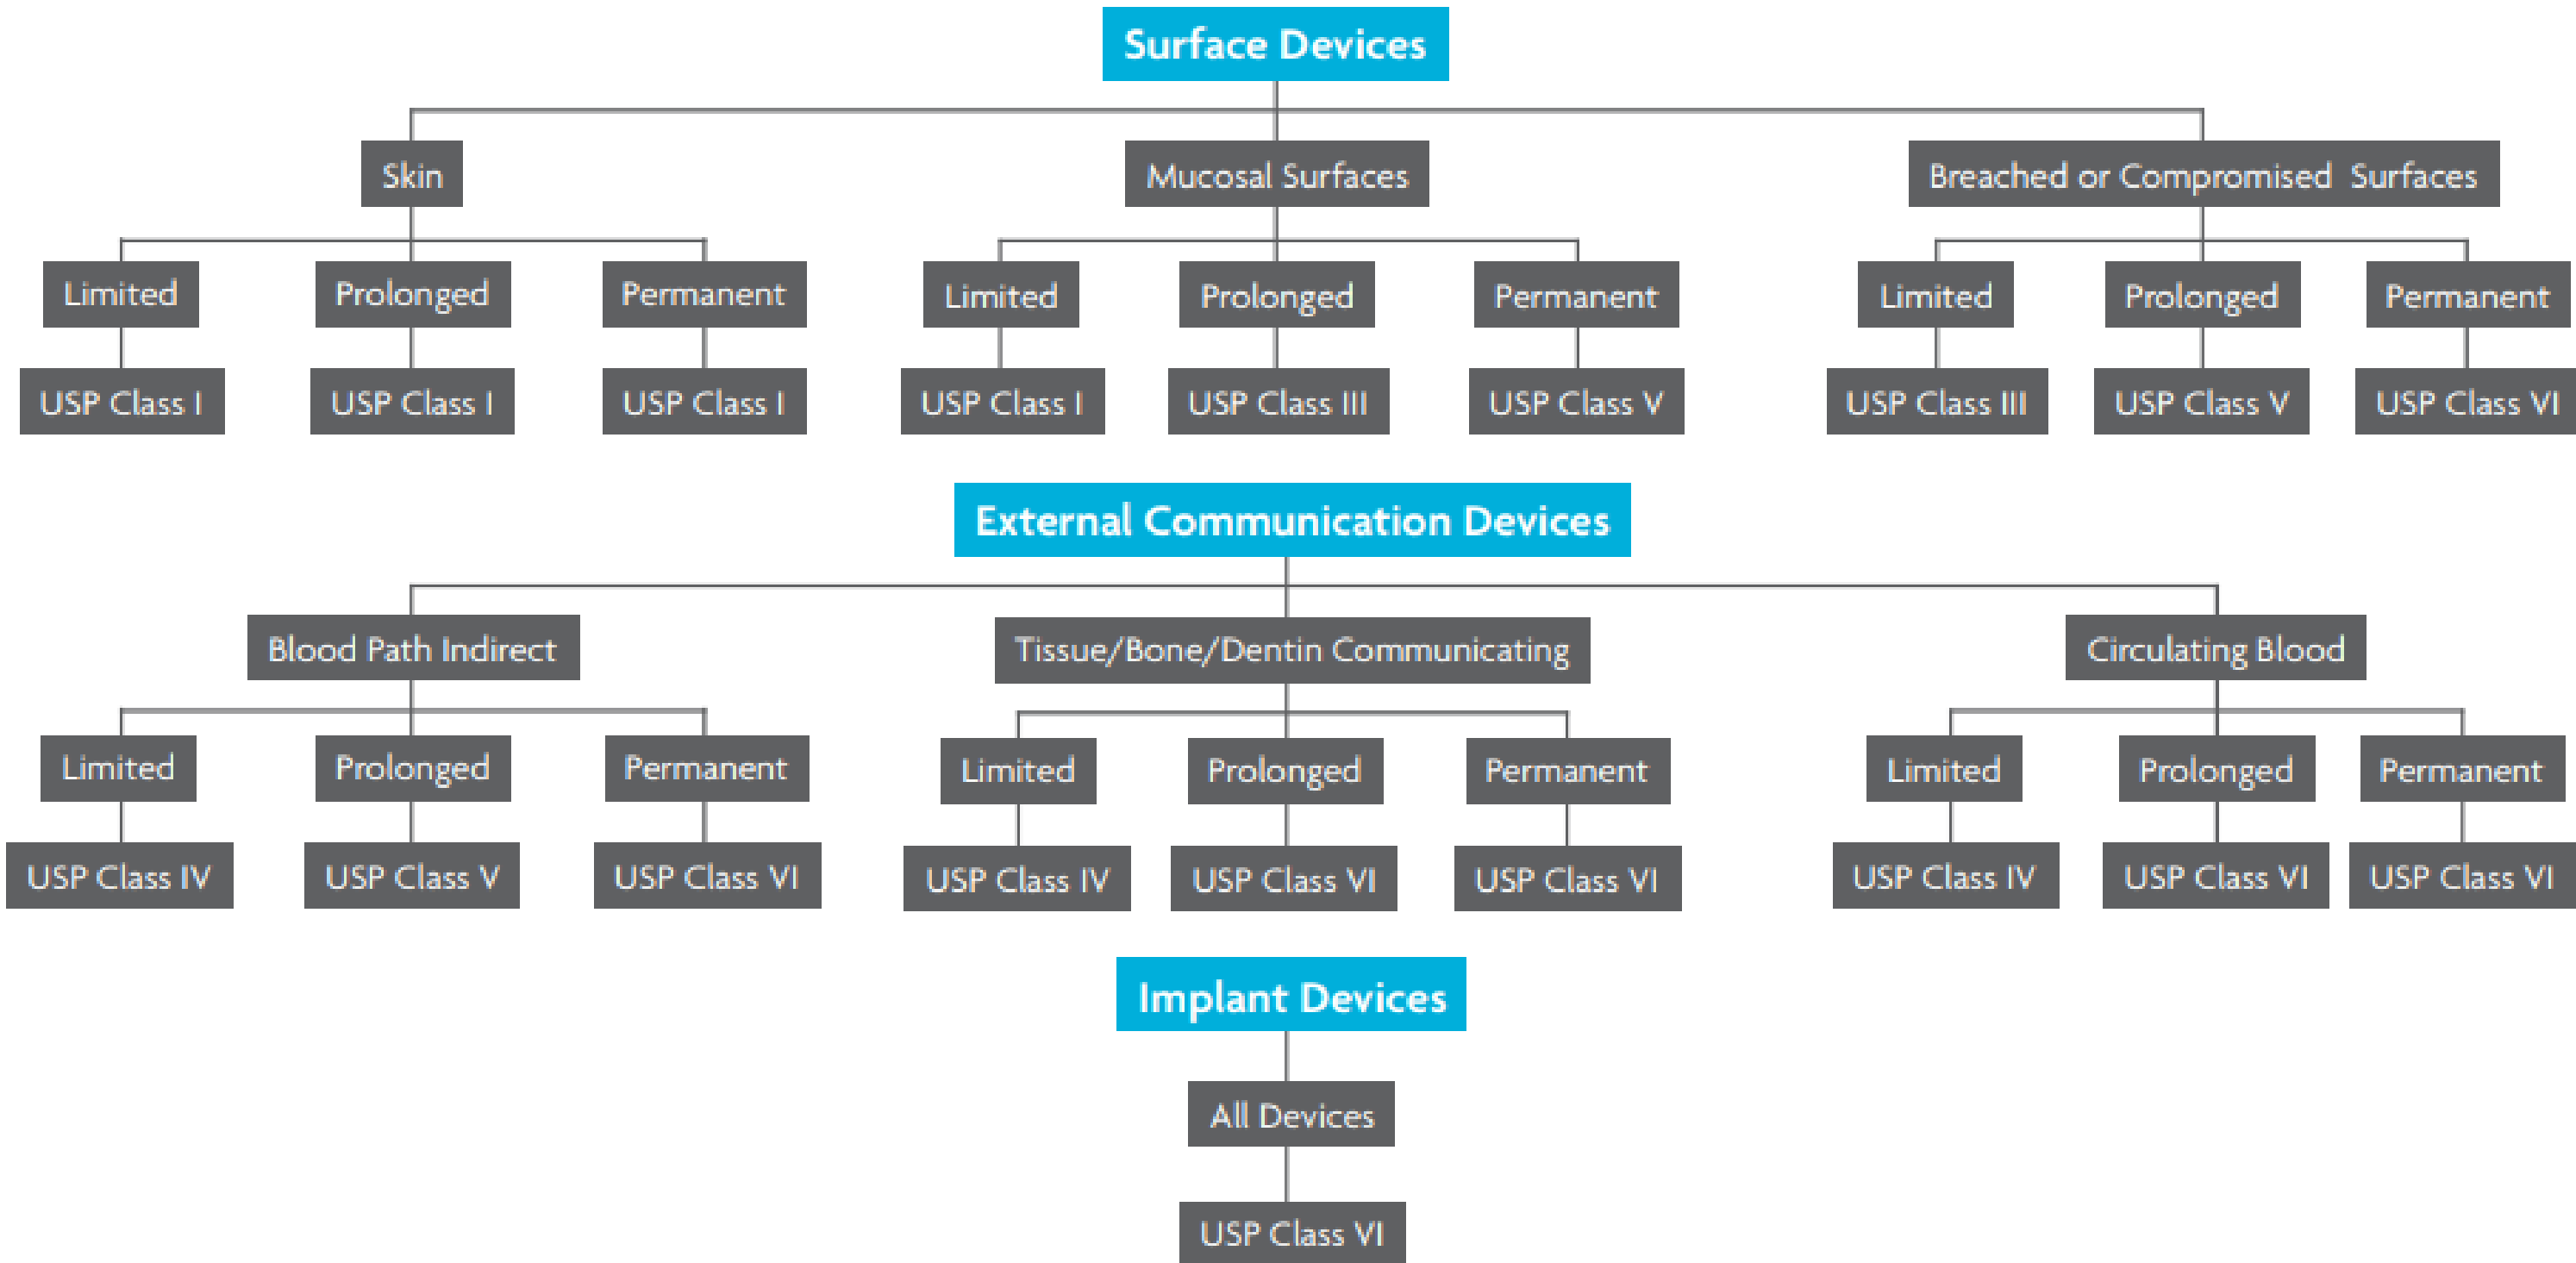 Surface Devices
Skin
Mucosal Surfaces
Breached or Compromised Surfaces
Limited
Prolonged
Permanent
Limited
Prolonged
Permanent
Limited
Prolonged
Permanent
USP Class I
USP Class I
USP Class I
USP Class I
USP Class III
USP Class V
USP Class III
USP Class V
USP Class VI
External Communication Devices
Blood Path Indirect
Tissue/Bone/Dentin Communicating
Circulating Blood
Limited
Prolonged
Permanent
Limited
Prolonged
Permanent
Limited
Prolonged
Permanent
USP Class IV
USP Class V
USP Class VI
USP Class IV
USP Class VI
USP Class VI
USP Class IV
USP Class VI
USP Class VI
Implant Devices
All Devices
USP Class VI